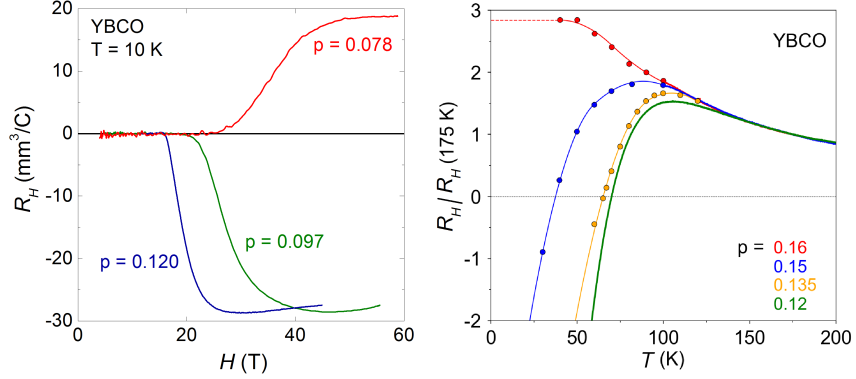 YBCO
T = 10 K
p = 0.078
p = 0.097
p = 0.120
20
10
0
-10
-20
-30
R_H (mm³/C)
0
20
40
60
H (T)
YBCO
p =
0.16
0.15
0.135
0.12
4
3
2
1
0
-1
-2
R_H / R_H (175 K)
0
50
100
150
200
T (K)